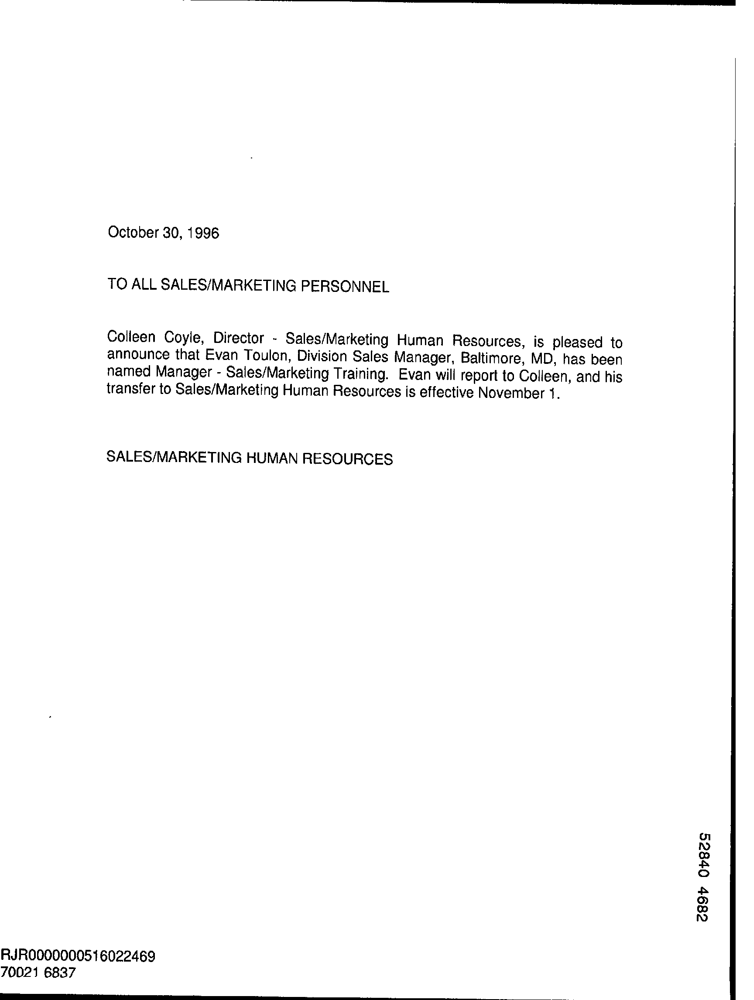 October 30, 1996
TO ALL SALES/MARKETING PERSONNEL
Colleen Coyle, Director - Sales/Marketing Human Resources, is pleased to
announce that Evan Toulon, Division Sales Manager, Baltimore, MD, has been
named Manager - Sales/Marketing Training. Evan will report to Colleen, and his
transfer to Sales/Marketing Human Resources is effective November 1.
SALES/MARKETING HUMAN RESOURCES
52840 4682
RJR0000000516022469
70021 6837